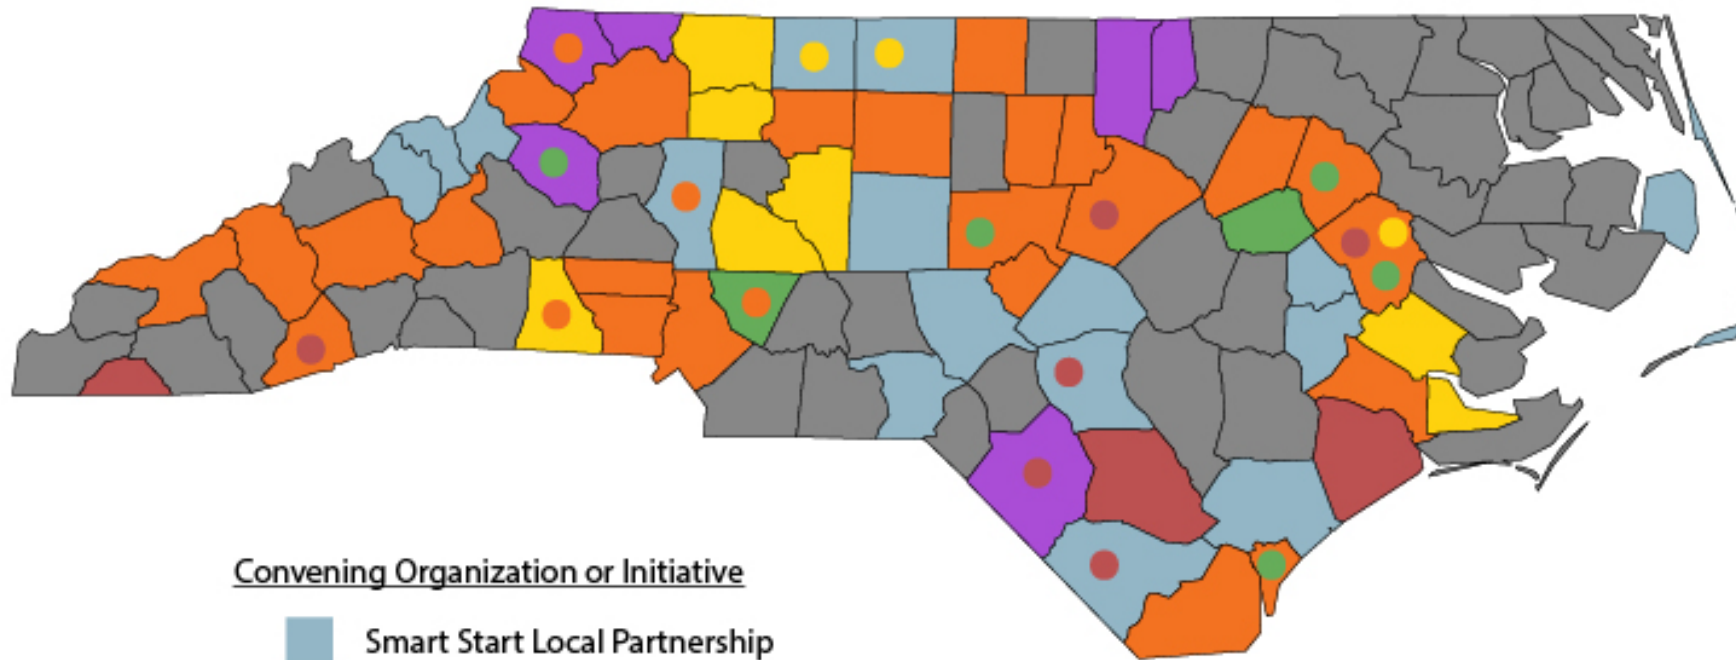 Convening Organization or Initiative
Smart Start Local Partnership